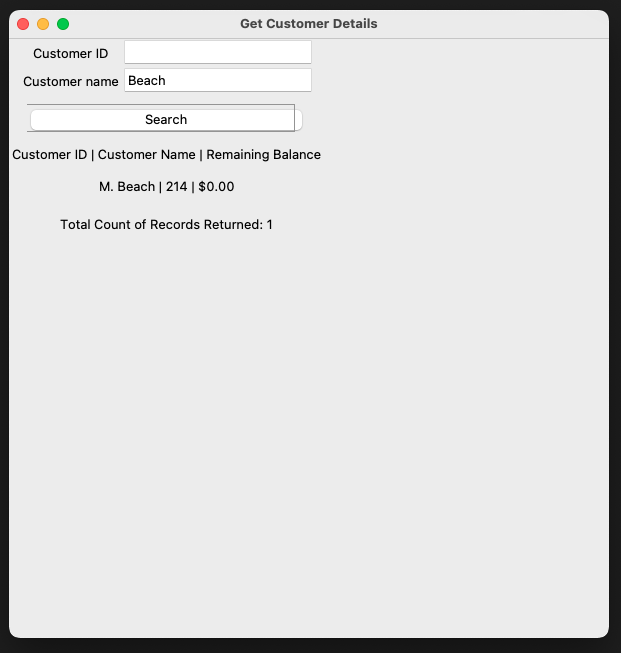 Get Customer Details
Customer ID
Customer name Beach
Search
Customer ID | Customer Name | Remaining Balance
M. Beach | 214 | $0.00
Total Count of Records Returned: 1